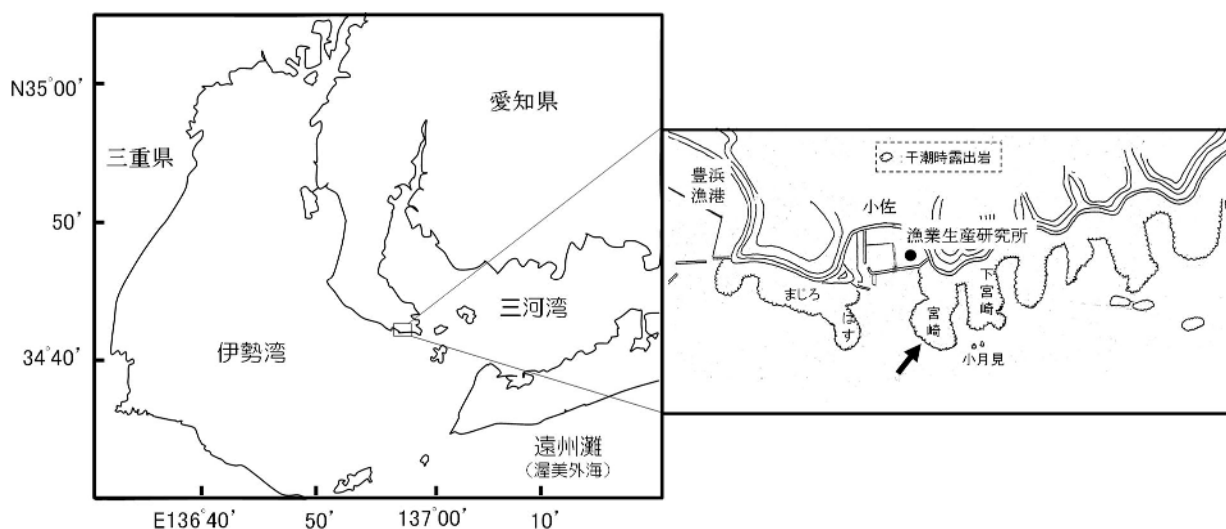 N35°00'
50'
34°40'
E136°40'
50'
137°00'
10'
三重県
愛知県
伊勢湾
三河湾
遠州灘
（渥美外海）
:干潮時露出岩
豊浜
漁港
小佐
漁業生産研究所
まじろ
はす
宮崎
下宮崎
小月見